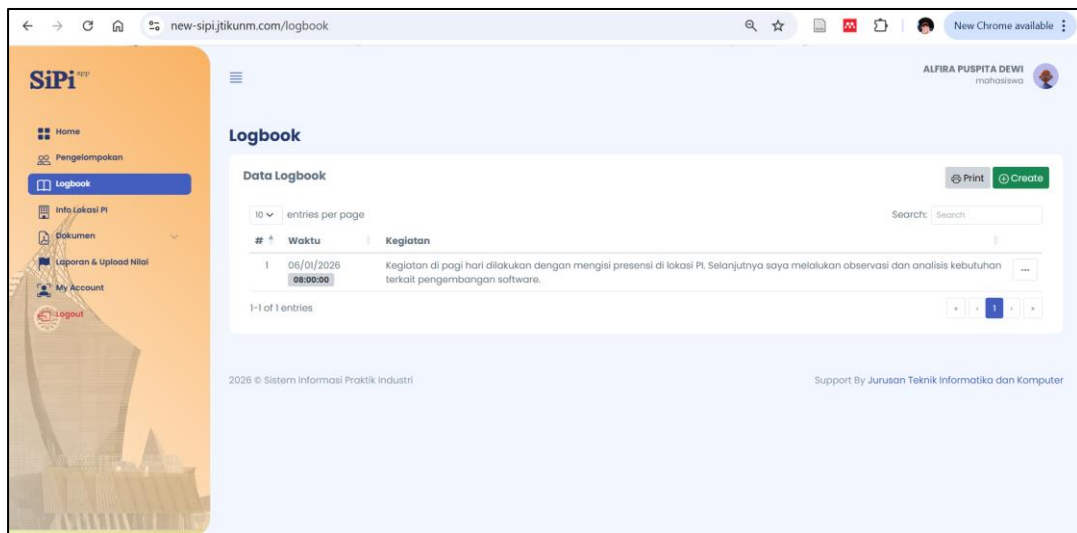 new-sipi.jtikunm.com/logbook
New Chrome available
SiPi app
ALFIRA PUSPITA DEWI
mahasiswa
Home
Pengelompokan
Logbook
Info Lokasi PI
Dokumen
Laporan & Upload Nilai
My Account
Logout
Logbook
Data Logbook
Print
Create
10 entries per page
Search: Search
# Waktu Kegiatan
1 06/01/2026 Kegiatan di pagi hari dilakukan dengan mengisi presensi di lokasi PI. Selanjutnya saya melalukan observasi dan analisis kebutuhan ...
08:00:00 terkait pengembangan software.
1-1 of 1 entries
« ‹ 1 › »
2026 © Sistem Informasi Praktik Industri
Support By Jurusan Teknik Informatika dan Komputer